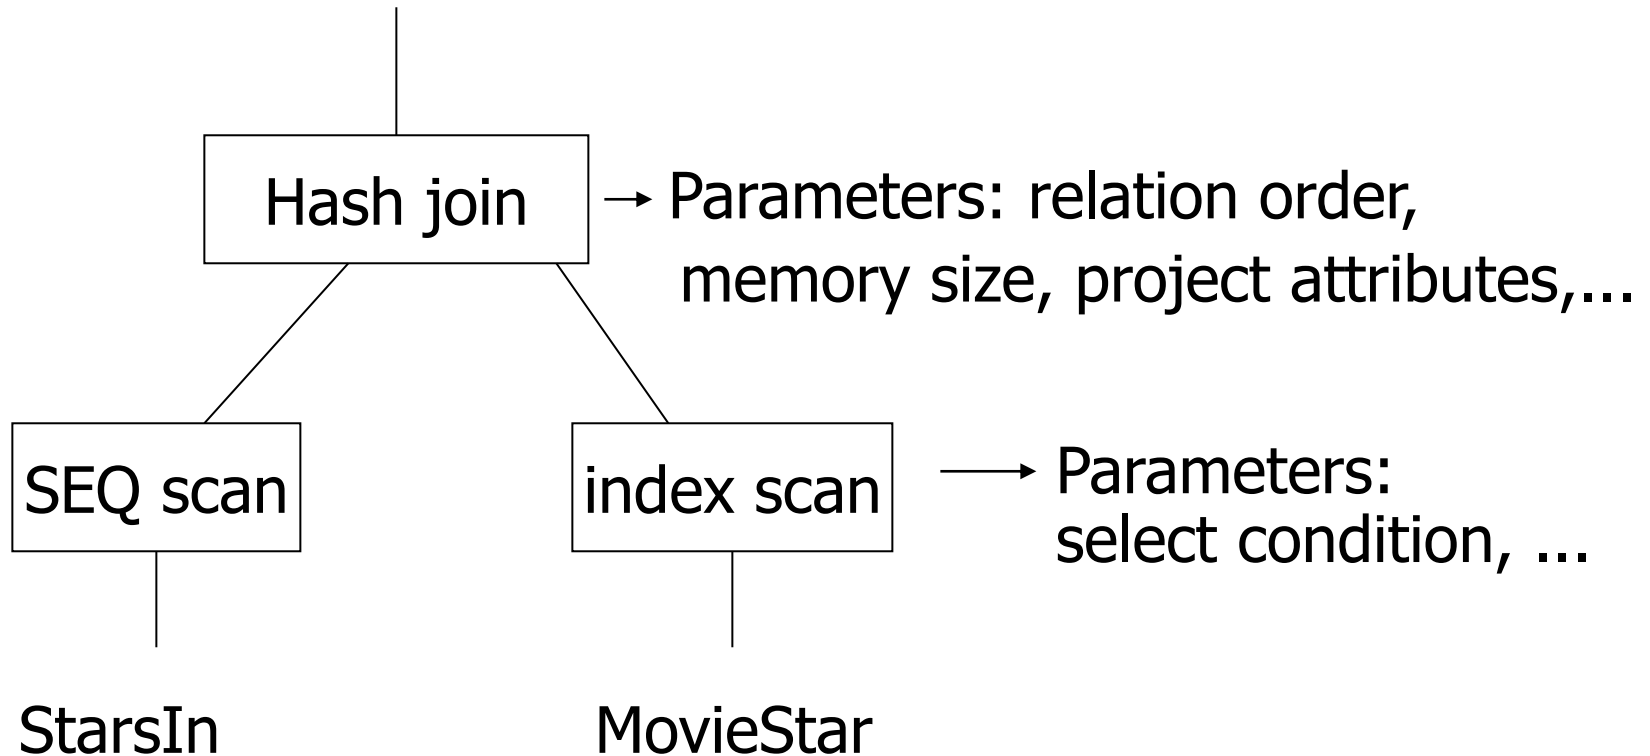 Hash join
Parameters: relation order,
memory size, project attributes,...
SEQ scan
index scan
Parameters:
select condition, ...
StarsIn
MovieStar